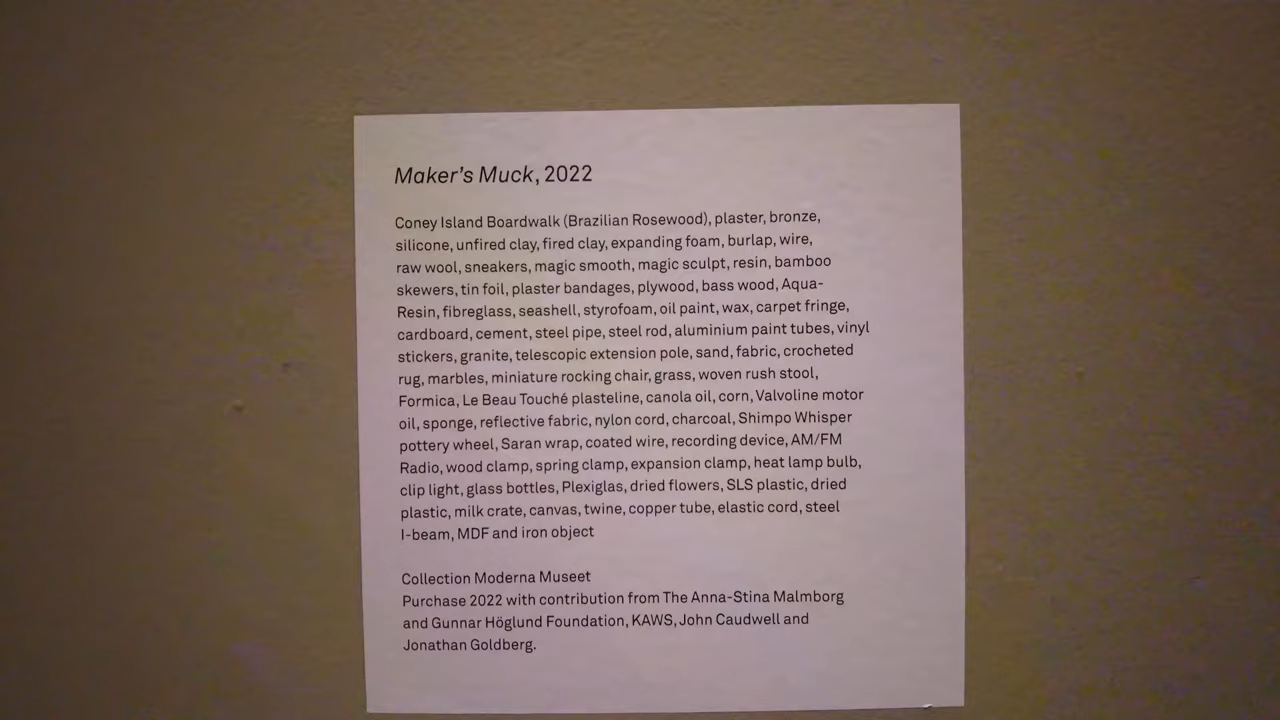 Maker's Muck, 2022
Coney Island Boardwalk (Brazilian Rosewood), plaster, bronze,
silicone, unfired clay, fired clay, expanding foam, burlap, wire,
raw wool, sneakers, magic smooth, magic sculpt, resin, bamboo
skewers, tin foil, plaster bandages, plywood, bass wood, Aqua-
Resin, fibreglass, seashell, styrofoam, oil paint, wax, carpet fringe,
cardboard, cement, steel pipe, steel rod, aluminium paint tubes, vinyl
stickers, granite, telescopic extension pole, sand, fabric, crocheted
rug, marbles, miniature rocking chair, grass, woven rush stool,
Formica, Le Beau Touché plasteline, canola oil, corn, Valvoline motor
oil, sponge, reflective fabric, nylon cord, charcoal, Shimpo Whisper
pottery wheel, Saran wrap, coated wire, recording device, AM/FM
Radio, wood clamp, spring clamp, expansion clamp, heat lamp bulb,
clip light, glass bottles, Plexiglas, dried flowers, SLS plastic, dried
plastic, milk crate, canvas, twine, copper tube, elastic cord, steel
I-beam, MDF and iron object
Collection Moderna Museet
Purchase 2022 with contribution from The Anna-Stina Malmborg
and Gunnar Höglund Foundation, KAWS, John Caudwell and
Jonathan Goldberg.